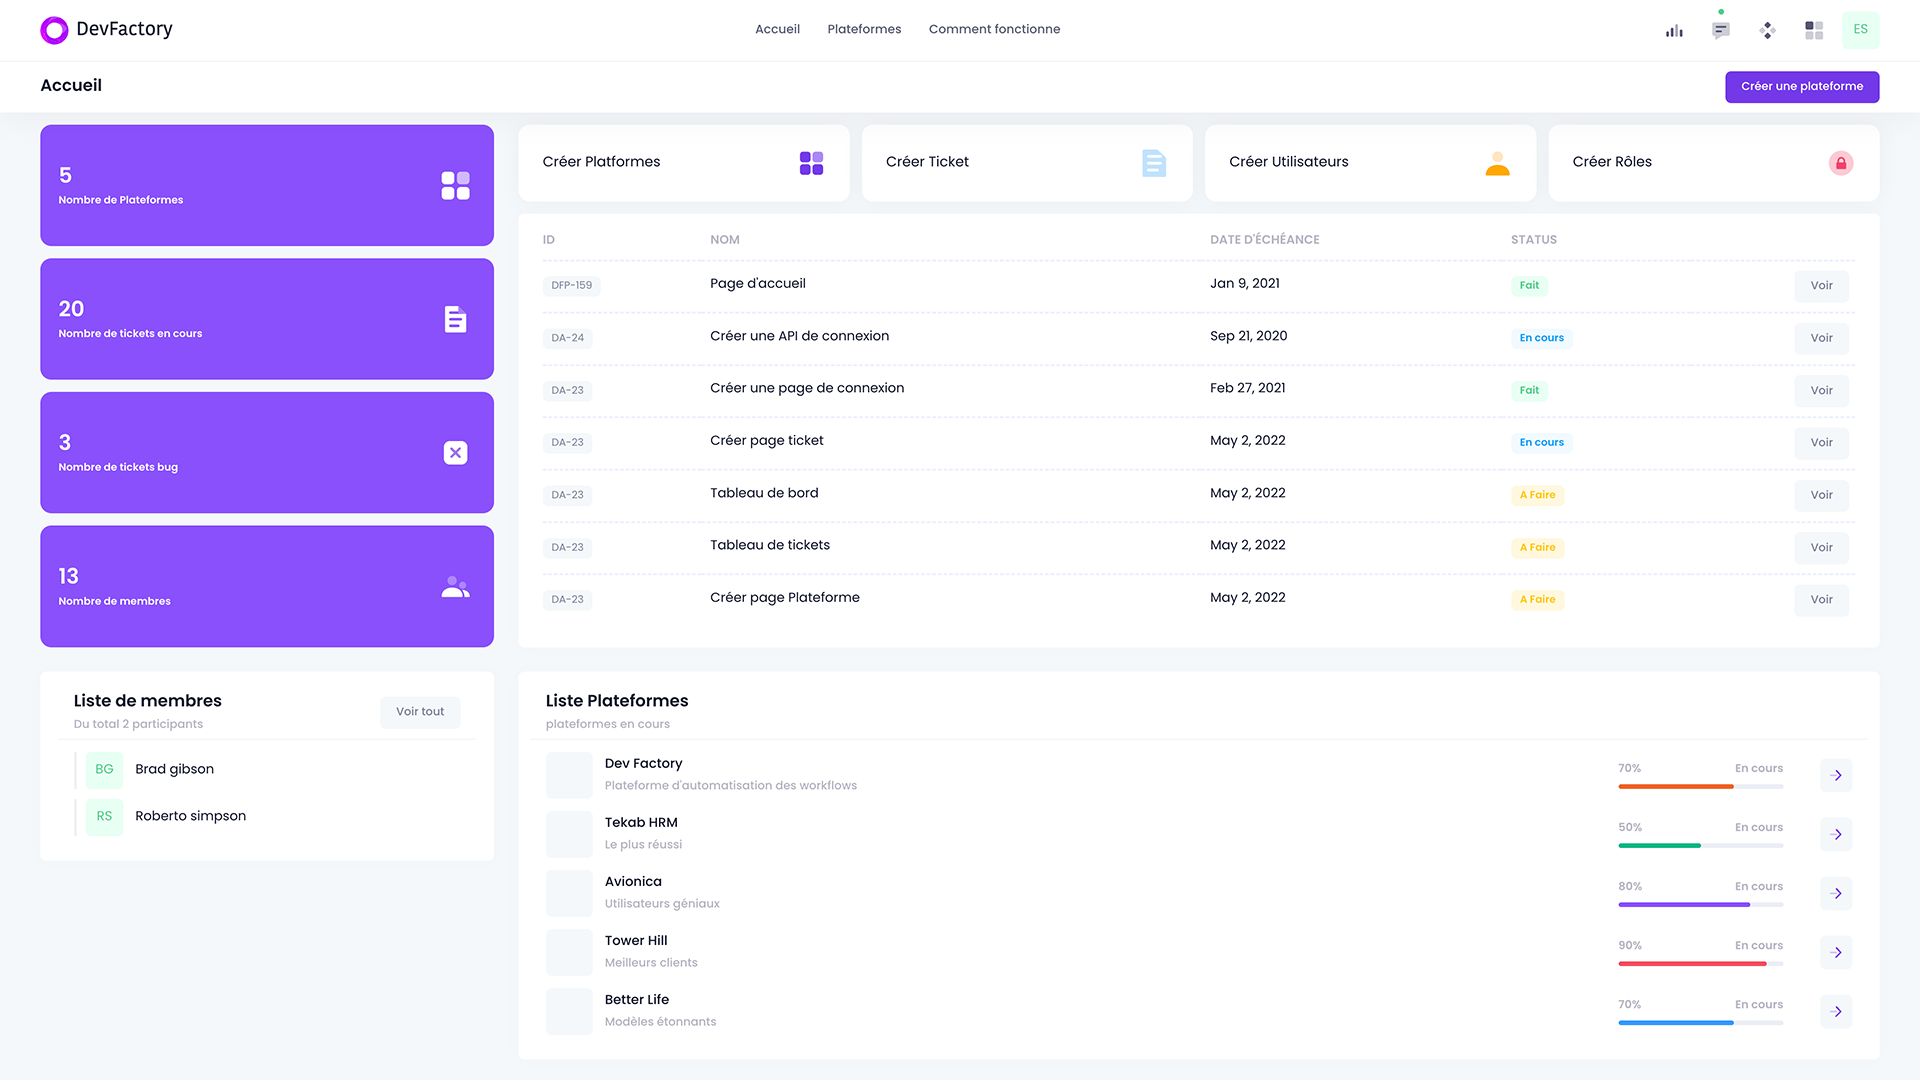 DevFactory
Accueil Plateformes Comment fonctionne
ES
Accueil
Créer une plateforme
5
Nombre de Plateformes
20
Nombre de tickets en cours
3
Nombre de tickets bug
13
Nombre de membres
Créer Platformes
Créer Ticket
Créer Utilisateurs
Créer Rôles
ID NOM DATE D'ÉCHÉANCE STATUS
DFP-159 Page d'accueil Jan 9, 2021 Fait Voir
DA-24 Créer une API de connexion Sep 21, 2020 En cours Voir
DA-23 Créer une page de connexion Feb 27, 2021 Fait Voir
DA-23 Créer page ticket May 2, 2022 En cours Voir
DA-23 Tableau de bord May 2, 2022 A Faire Voir
DA-23 Tableau de tickets May 2, 2022 A Faire Voir
DA-23 Créer page Plateforme May 2, 2022 A Faire Voir
Liste de membres
Du total 2 participants
Voir tout
BG Brad gibson
RS Roberto simpson
Liste Plateformes
plateformes en cours
Dev Factory
Plateforme d'automatisation des workflows
70% En cours
Tekab HRM
Le plus réussi
50% En cours
Avionica
Utilisateurs géniaux
80% En cours
Tower Hill
Meilleurs clients
90% En cours
Better Life
Modèles étonnants
70% En cours